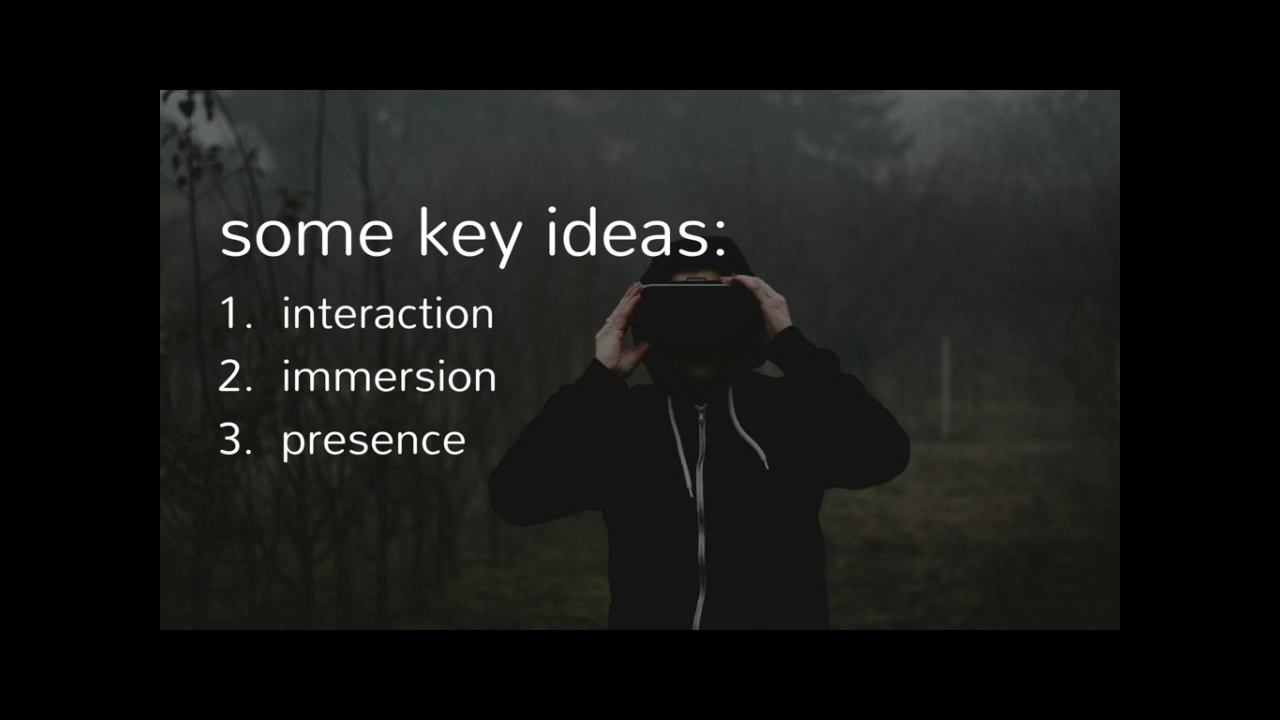 some key ideas:
1. interaction
2. immersion
3. presence